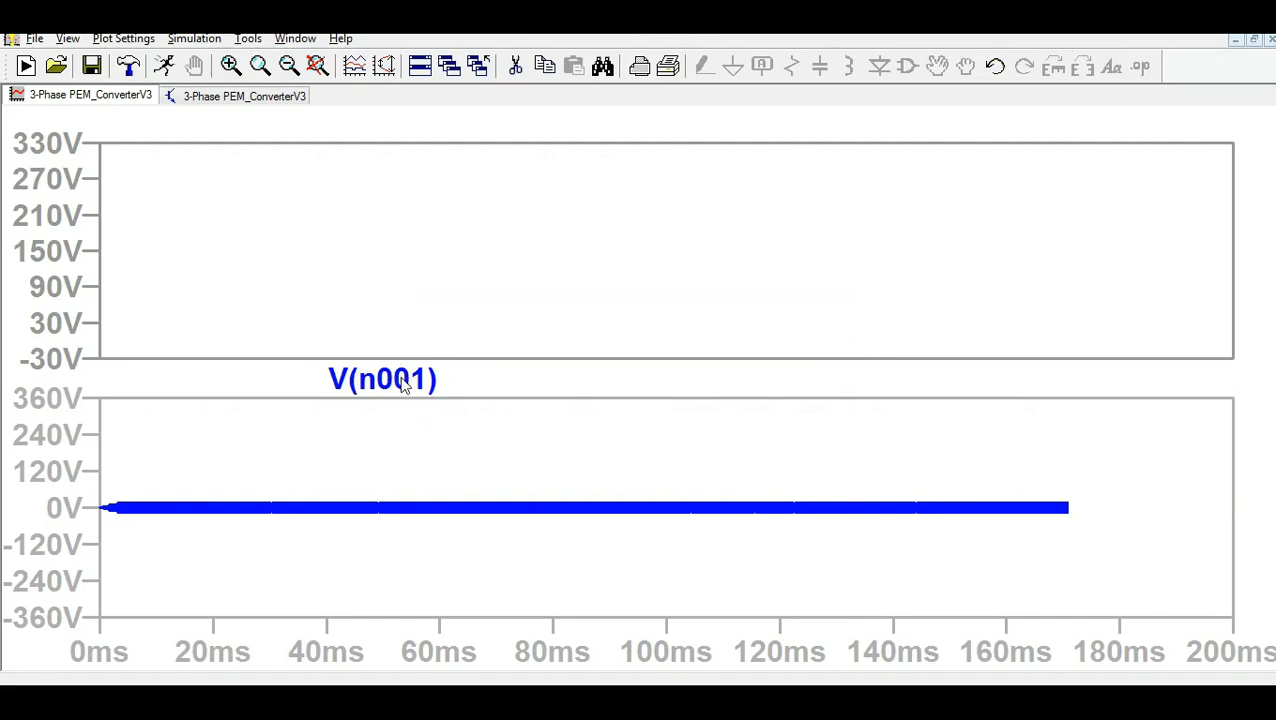 File View Plot Settings Simulation Tools Window Help
3-Phase PEM_ConverterV3 3-Phase PEM_ConverterV3
330V
270V
210V
150V
90V
30V
-30V
V(n001)
360V
240V
120V
0V
-120V
-240V
-360V
0ms 20ms 40ms 60ms 80ms 100ms 120ms 140ms 160ms 180ms 200ms